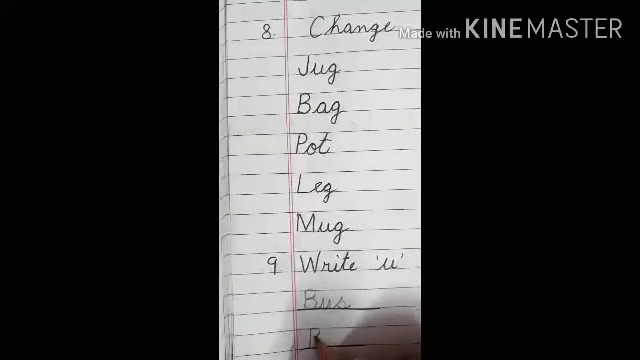 Made with KINEMASTER
8. Change
Jug
Bag
Pot
Leg
Mug
9 Write 'u'
Bus
B